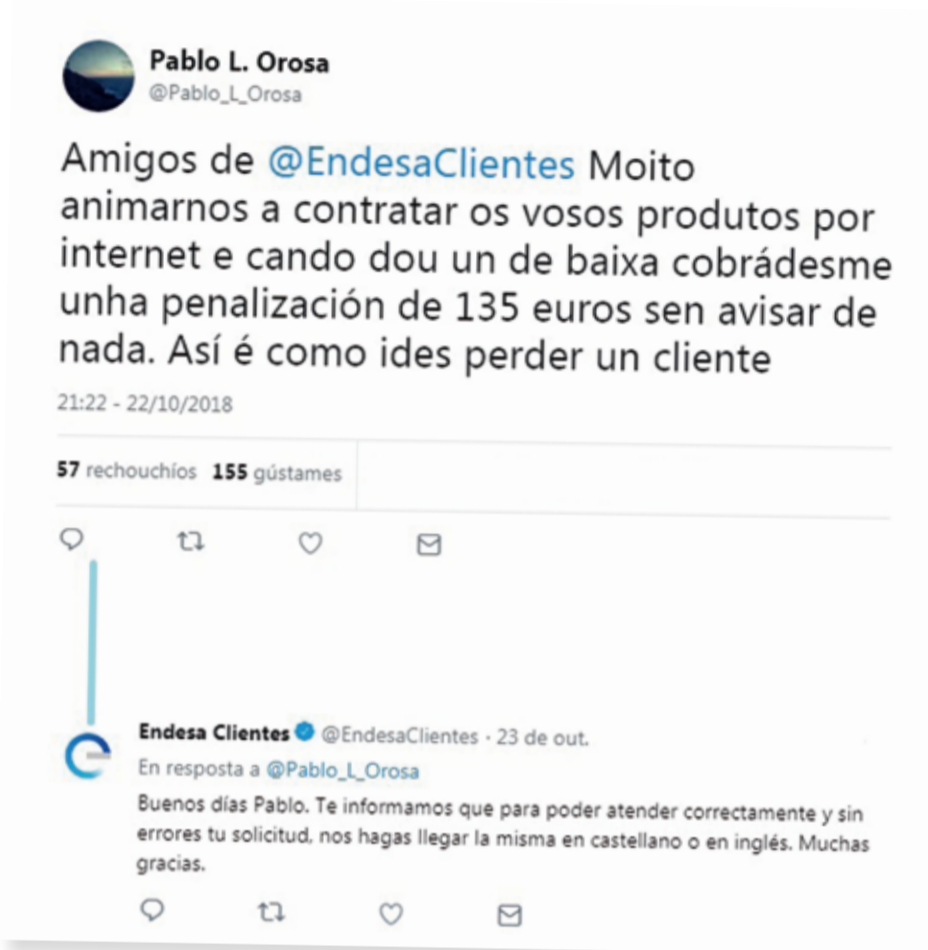 Pablo L. Orosa
@Pablo_L_Orosa
Amigos de @EndesaClientes Moito
animarnos a contratar os vosos produtos por
internet e cando dou un de baixa cobrádesme
unha penalización de 135 euros sen avisar de
nada. Así é como ides perder un cliente
21:22 - 22/10/2018
57 rechouchíos 155 gústames
Endesa Clientes @EndesaClientes · 23 de out.
En resposta a @Pablo_L_Orosa
Buenos días Pablo. Te informamos que para poder atender correctamente y sin
errores tu solicitud, nos hagas llegar la misma en castellano o en inglés. Muchas
gracias.